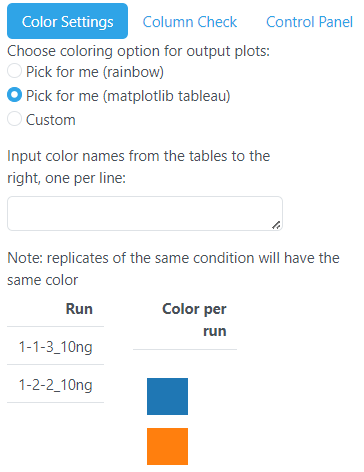 Color Settings Column Check Control Panel
Choose coloring option for output plots:
Pick for me (rainbow)
Pick for me (matplotlib tableau)
Custom
Input color names from the tables to the
right, one per line:
Note: replicates of the same condition will have the
same color
Run
Color per
run
1-1-3_10ng
1-2-2_10ng